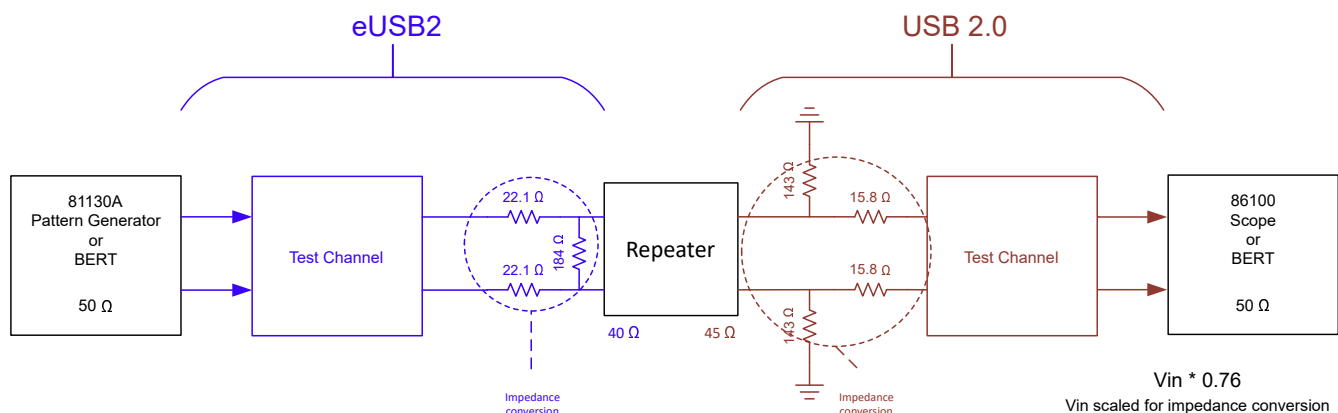 eUSB2
USB 2.0
81130A
Pattern Generator
or
BERT
50 Ω
Test Channel
22.1 Ω
184 Ω
22.1 Ω
Repeater
40 Ω
45 Ω
143 Ω
15.8 Ω
15.8 Ω
143 Ω
Test Channel
86100
Scope
or
BERT
50 Ω
Impedance
conversion
Impedance
conversion
Vin * 0.76
Vin scaled for impedance conversion